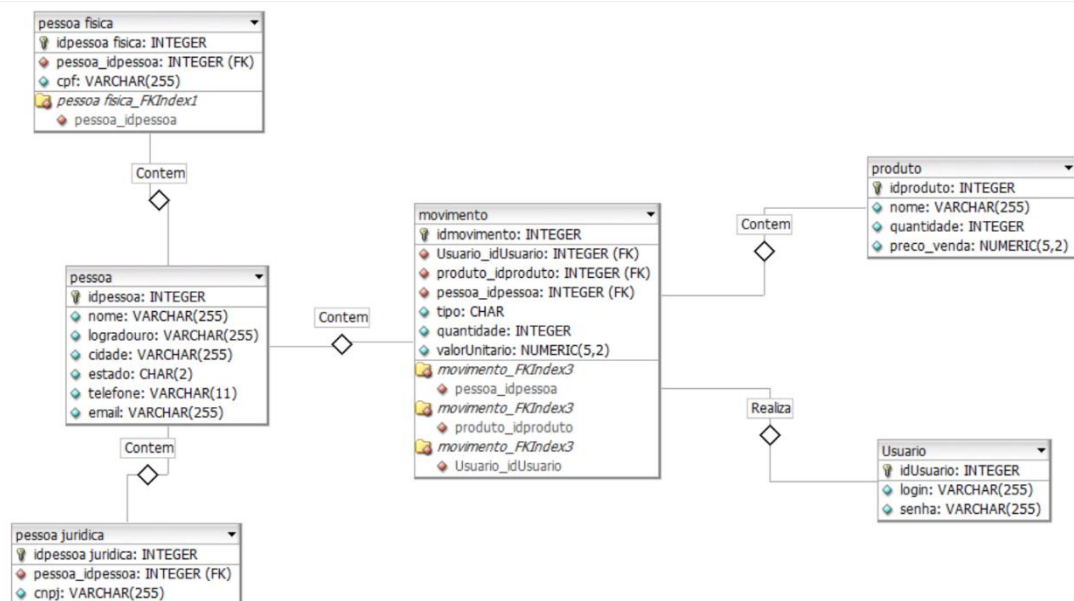 pessoa fisica
idpessoa fisica: INTEGER
pessoa_idpessoa: INTEGER (FK)
cpf: VARCHAR(255)
pessoa fisica_FKIndex1
pessoa_idpessoa
Contem
pessoa
idpessoa: INTEGER
nome: VARCHAR(255)
logradouro: VARCHAR(255)
cidade: VARCHAR(255)
estado: CHAR(2)
telefone: VARCHAR(11)
email: VARCHAR(255)
Contem
pessoa juridica
idpessoa juridica: INTEGER
pessoa_idpessoa: INTEGER (FK)
cnpj: VARCHAR(255)
Contem
movimento
idmovimento: INTEGER
Usuario_idUsuario: INTEGER (FK)
produto_idproduto: INTEGER (FK)
pessoa_idpessoa: INTEGER (FK)
tipo: CHAR
quantidade: INTEGER
valorUnitario: NUMERIC(5,2)
movimento_FKIndex3
pessoa_idpessoa
movimento_FKIndex3
produto_idproduto
movimento_FKIndex3
Usuario_idUsuario
Contem
produto
idproduto: INTEGER
nome: VARCHAR(255)
quantidade: INTEGER
preco_venda: NUMERIC(5,2)
Realiza
Usuario
idUsuario: INTEGER
login: VARCHAR(255)
senha: VARCHAR(255)